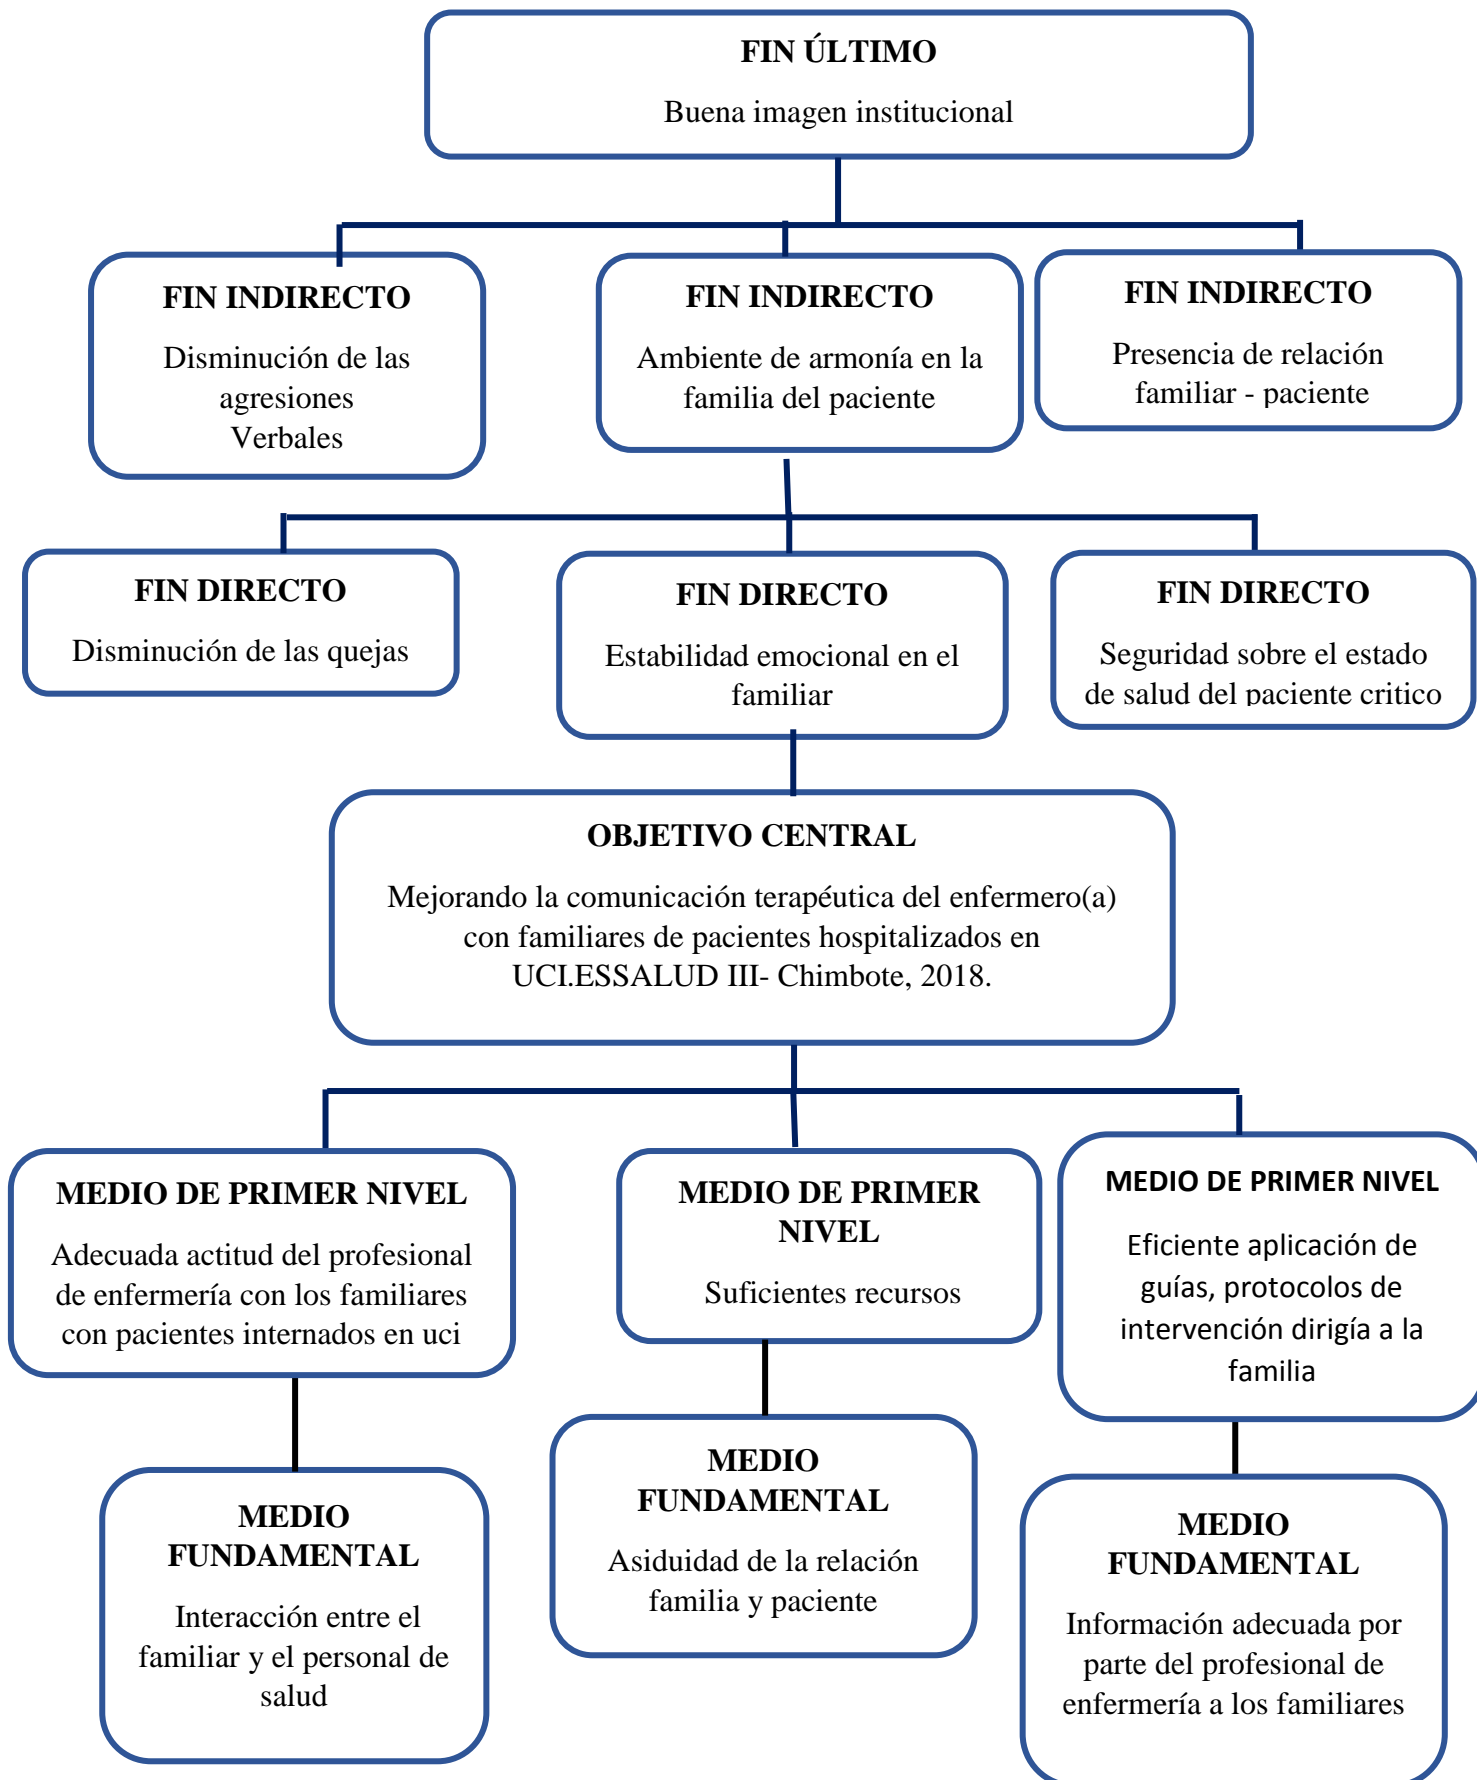 FIN ÚLTIMO
Buena imagen institucional
FIN INDIRECTO
Disminución de las
agresiones
Verbales
FIN INDIRECTO
Ambiente de armonía en la
familia del paciente
FIN INDIRECTO
Presencia de relación
familiar - paciente
FIN DIRECTO
Disminución de las quejas
FIN DIRECTO
Estabilidad emocional en el
familiar
FIN DIRECTO
Seguridad sobre el estado
de salud del paciente critico
OBJETIVO CENTRAL
Mejorando la comunicación terapéutica del enfermero(a)
con familiares de pacientes hospitalizados en
UCI.ESSALUD III- Chimbote, 2018.
MEDIO DE PRIMER NIVEL
Adecuada actitud del profesional
de enfermería con los familiares
con pacientes internados en uci
MEDIO DE PRIMER
NIVEL
Suficientes recursos
MEDIO DE PRIMER NIVEL
Eficiente aplicación de
guías, protocolos de
intervención dirigía a la
familia
MEDIO
FUNDAMENTAL
Interacción entre el
familiar y el personal de
salud
MEDIO
FUNDAMENTAL
Asiduidad de la relación
familia y paciente
MEDIO
FUNDAMENTAL
Información adecuada por
parte del profesional de
enfermería a los familiares